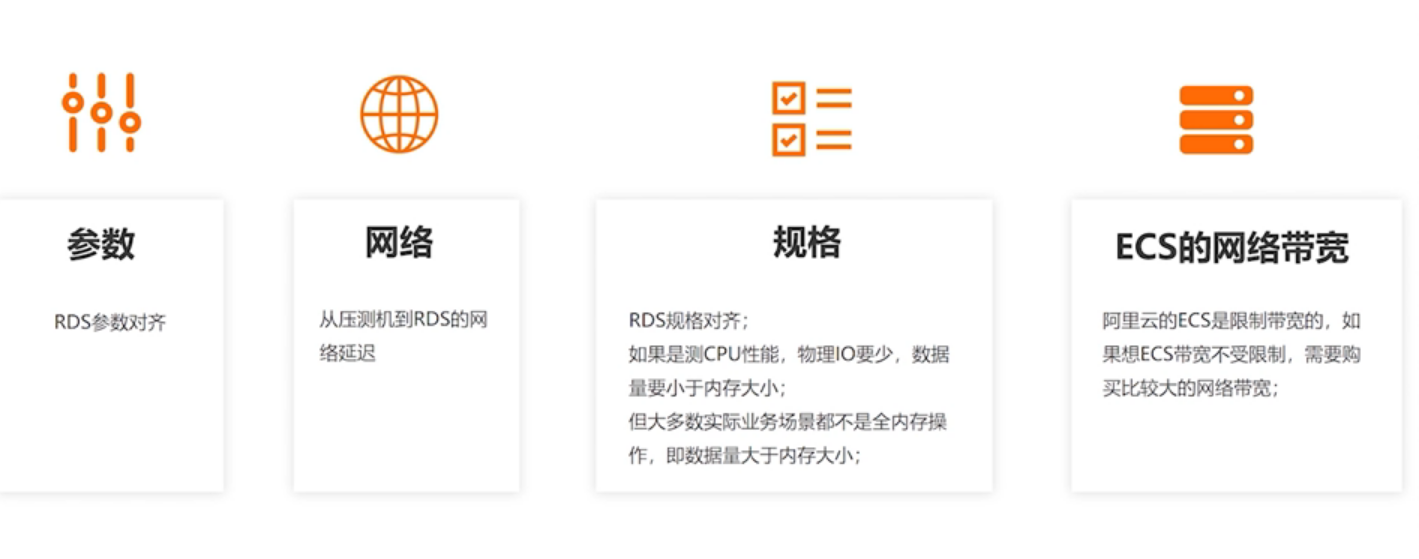 参数
RDS参数对齐
网络
从压测机到RDS的网
络延迟
规格
RDS规格对齐；
如果是测CPU性能，物理IO要少，数据
量要小于内存大小；
但大多数实际业务场景都不是全内存操
作，即数据量大于内存大小；
ECS的网络带宽
阿里云的ECS是限制带宽的，如
果想ECS带宽不受限制，需要购
买比较大的网络带宽；